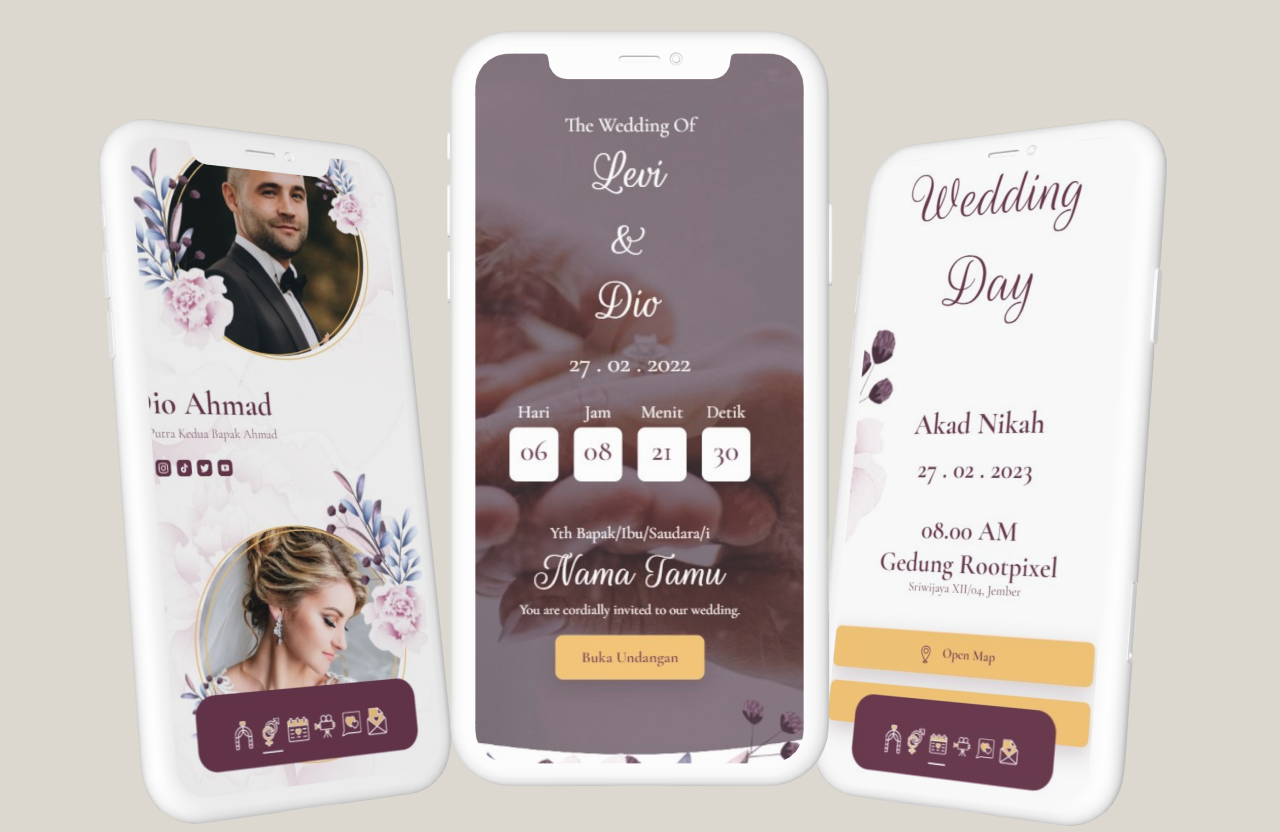 Dio Ahmad
Putra Kedua Bapak Ahmad
The Wedding Of
Levi
&
Dio
27 . 02 . 2022
Hari Jam Menit Detik
06 08 21 30
Yth Bapak/Ibu/Saudara/i
Nama Tamu
You are cordially invited to our wedding.
Buka Undangan
Wedding
Day
Akad Nikah
27 . 02 . 2023
08.00 AM
Gedung Rootpixel
Sriwijaya XII/04, Jember
Open Map